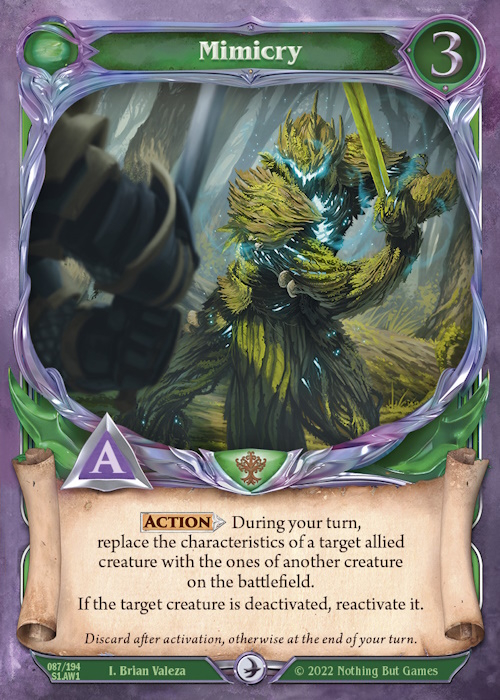 Mimicry
3
A
ACTION During your turn,
replace the characteristics of a target allied
creature with the ones of another creature
on the battlefield.
If the target creature is deactivated, reactivate it.
Discard after activation, otherwise at the end of your turn.
087/194
S1.AW1
I. Brian Valeza
© 2022 Nothing But Games